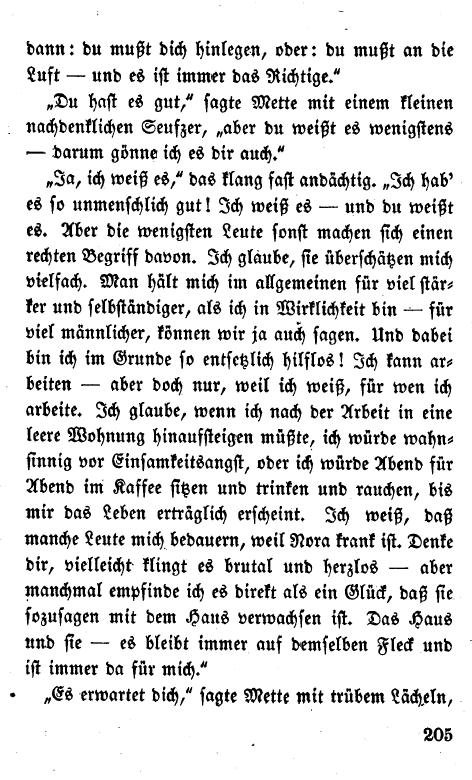 dann: du mußt dich hinlegen, oder: du mußt an die
Luft — und es ist immer das Richtige.“
„Du hast es gut,“ sagte Mette mit einem kleinen
nachdenklichen Seufzer, „aber du weißt es wenigstens
— darum gönne ich es dir auch.“
„Ja, ich weiß es,“ das klang fast andächtig. „Ich hab’
es so unmenschlich gut! Ich weiß es — und du weißt
es. Aber die wenigsten Leute sonst machen sich einen
rechten Begriff davon. Ich glaube, sie überschätzen mich
vielfach. Man hält mich im allgemeinen für viel stär-
ker und selbständiger, als ich in Wirklichkeit bin — für
viel männlicher, können wir ja auch sagen. Und dabei
bin ich im Grunde so entsetzlich hilflos! Ich kann ar-
beiten — aber doch nur, weil ich weiß, für wen ich
arbeite. Ich glaube, wenn ich nach der Arbeit in eine
leere Wohnung hinaufsteigen müßte, ich würde wahn-
sinnig vor Einsamkeitsangst, oder ich würde Abend für
Abend im Kaffee sitzen und trinken und rauchen, bis
mir das Leben erträglich erscheint. Ich weiß, daß
manche Leute mich bedauern, weil Nora krank ist. Denke
dir, vielleicht klingt es brutal und herzlos — aber
manchmal empfinde ich es direkt als ein Glück, daß sie
sozusagen mit dem Haus verwachsen ist. Das Haus
und sie — es bleibt immer auf demselben Fleck und
ist immer da für mich.“
„Es erwartet dich,“ sagte Mette mit trübem Lächeln,
205